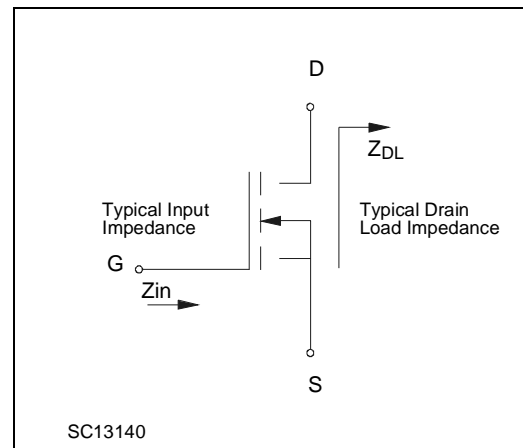 D
Z_DL
Typical Input
Impedance
Typical Drain
Load Impedance
G
Zin
S
SC13140